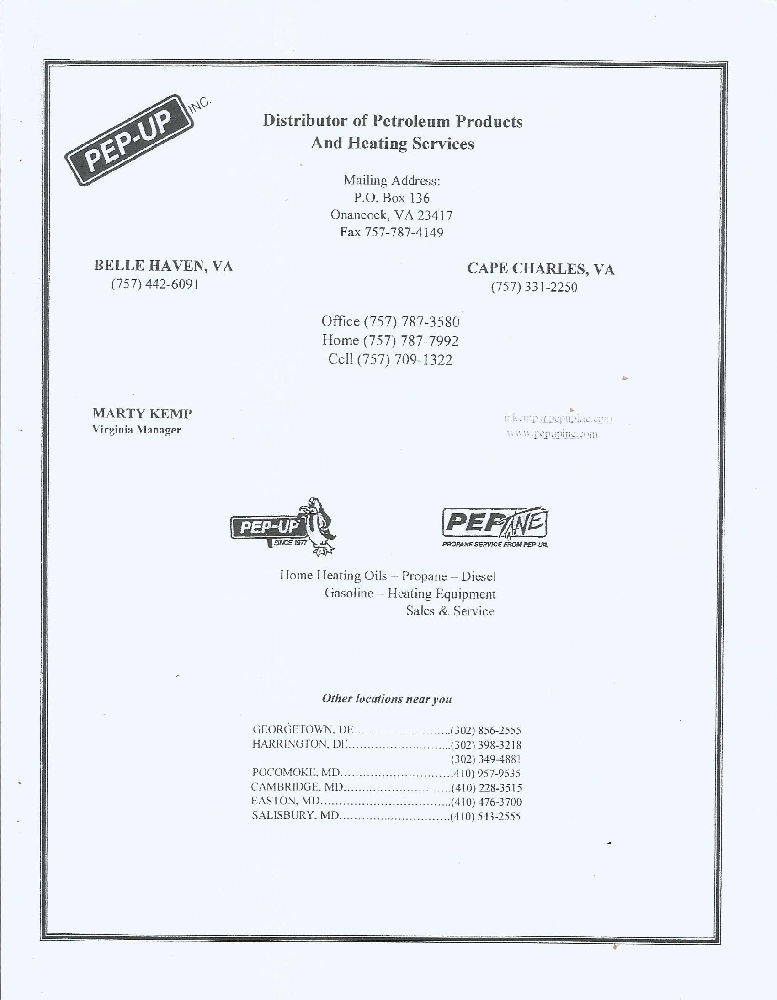 PEP-UP INC.
Distributor of Petroleum Products
And Heating Services
Mailing Address:
P.O. Box 136
Onancock, VA 23417
Fax 757-787-4149
BELLE HAVEN, VA
(757) 442-6091
CAPE CHARLES, VA
(757) 331-2250
Office (757) 787-3580
Home (757) 787-7992
Cell (757) 709-1322
MARTY KEMP
Virginia Manager
mkemp@pepupinc.com
www.pepupinc.com
PEP-UP
SINCE 1977
PEPTANE
PROPANE SERVICE FROM PEP-UP.
Home Heating Oils – Propane – Diesel
Gasoline – Heating Equipment
Sales & Service
Other locations near you
GEORGETOWN, DE..........................(302) 856-2555
HARRINGTON, DE...........................(302) 398-3218
(302) 349-4881
POCOMOKE, MD..............................410) 957-9535
CAMBRIDGE, MD.............................(410) 228-3515
EASTON, MD...................................(410) 476-3700
SALISBURY, MD..............................(410) 543-2555